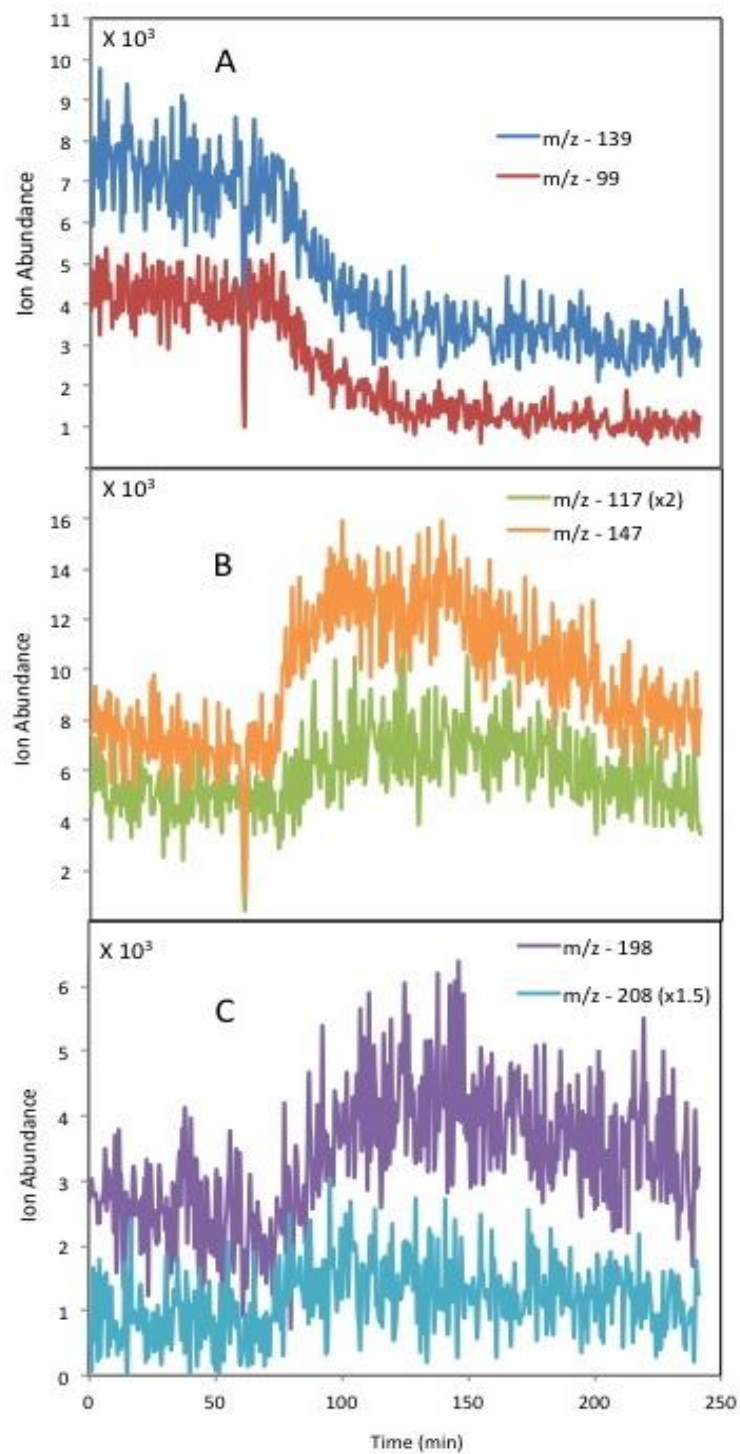 11
X 10³
A
10
9
8
7
6
5
4
3
2
1
Ion Abundance
m/z - 139
m/z - 99
X 10³
B
16
14
12
10
8
6
4
2
Ion Abundance
m/z - 117 (x2)
m/z - 147
X 10³
C
6
5
4
3
2
1
0
Ion Abundance
m/z - 198
m/z - 208 (x1.5)
0 50 100 150 200 250
Time (min)